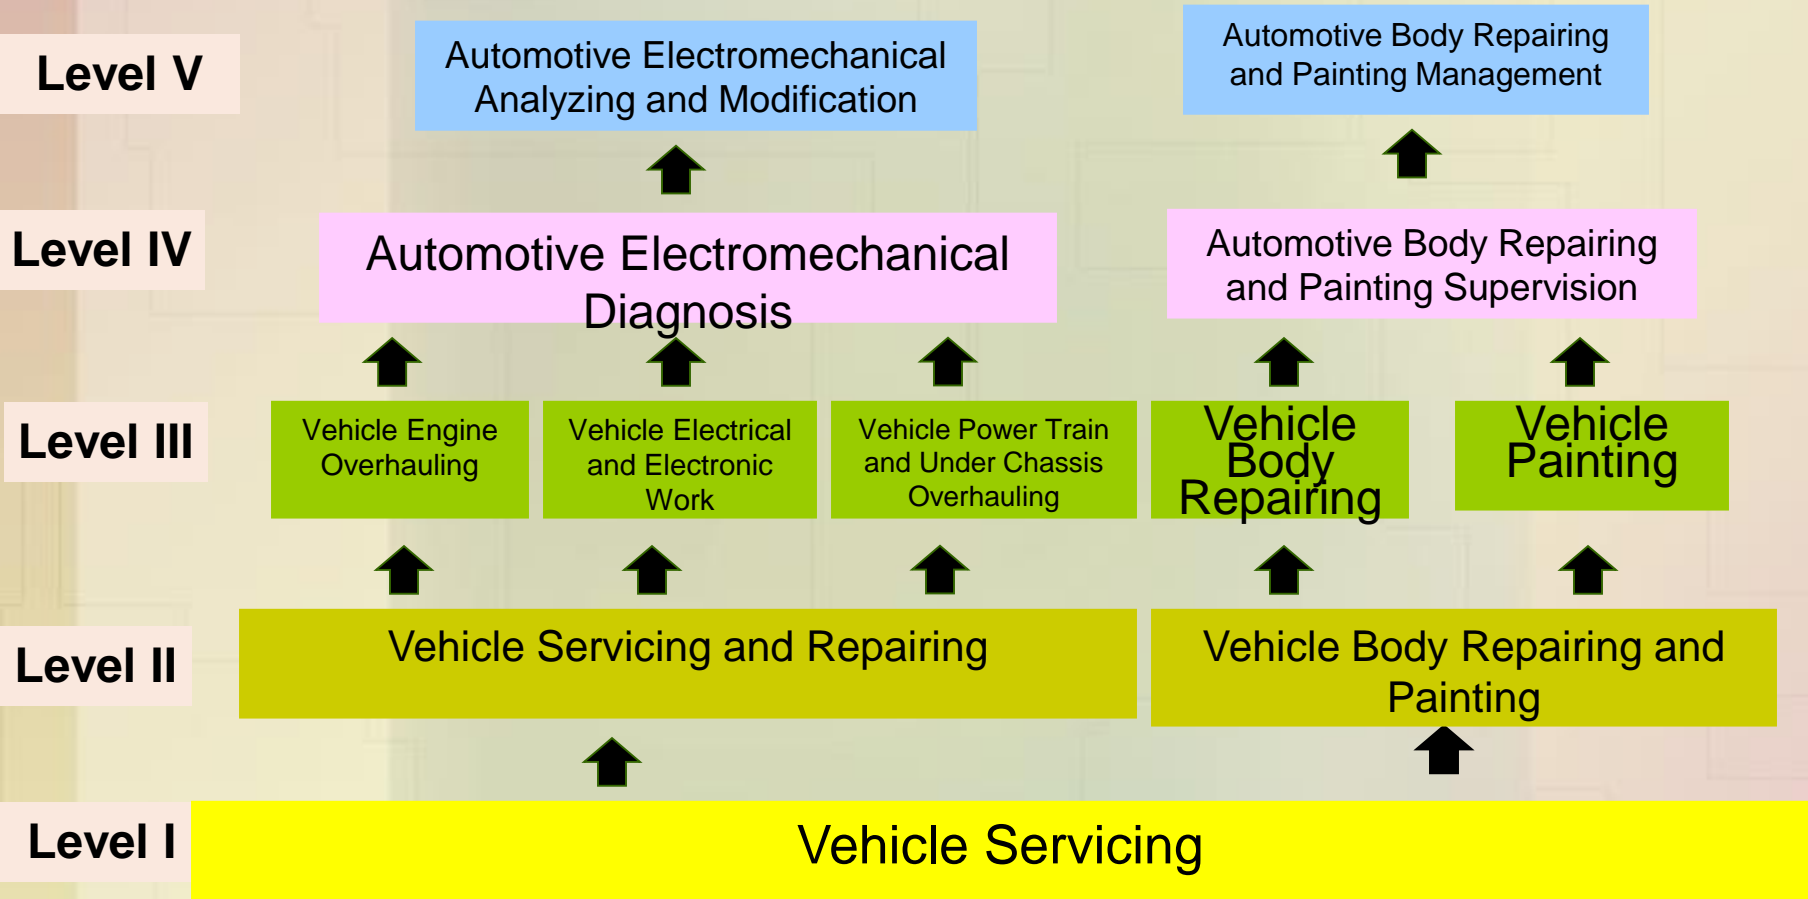 Level V
Automotive Electromechanical
Analyzing and Modification
Automotive Body Repairing
and Painting Management
Level IV
Automotive Electromechanical
Diagnosis
Automotive Body Repairing
and Painting Supervision
Level III
Vehicle Engine
Overhauling
Vehicle Electrical
and Electronic
Work
Vehicle Power Train
and Under Chassis
Overhauling
Vehicle
Body
Repairing
Vehicle
Painting
Level II
Vehicle Servicing and Repairing
Vehicle Body Repairing and
Painting
Level I
Vehicle Servicing